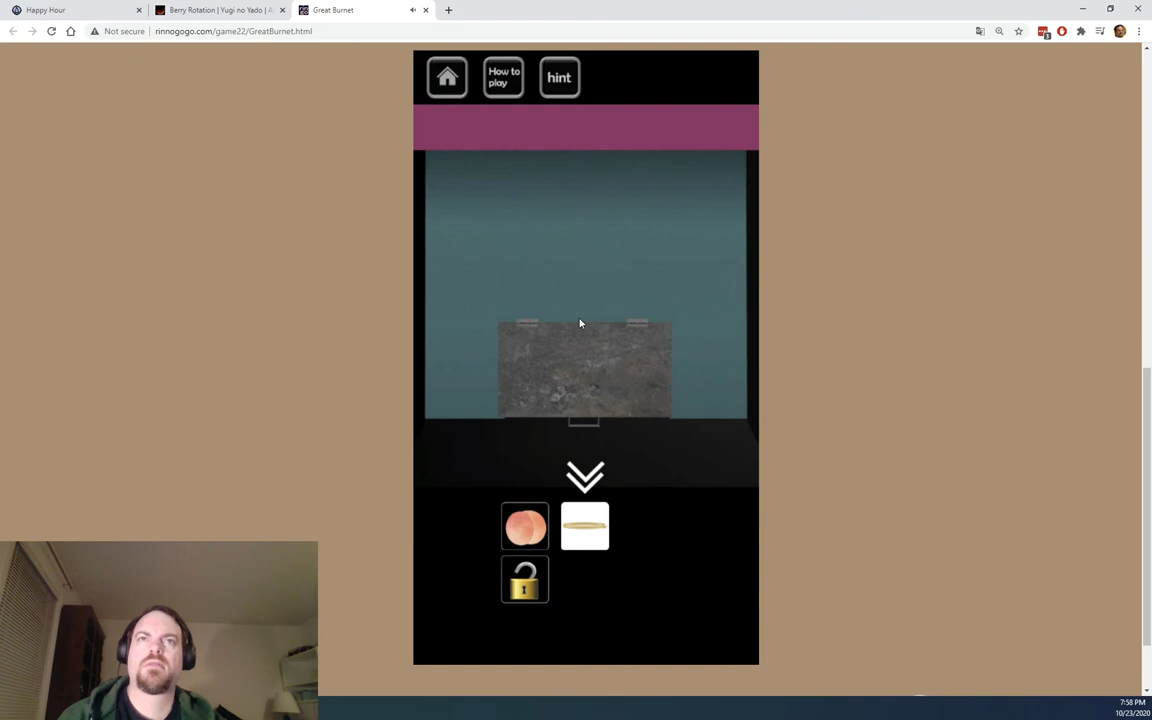 Happy Hour
Berry Rotation | Yugi no Yado | A
Great Burnet
Not secure
rinnogogo.com/game22/GreatBurnet.html
How to
play
hint
7:58 PM
10/23/2020